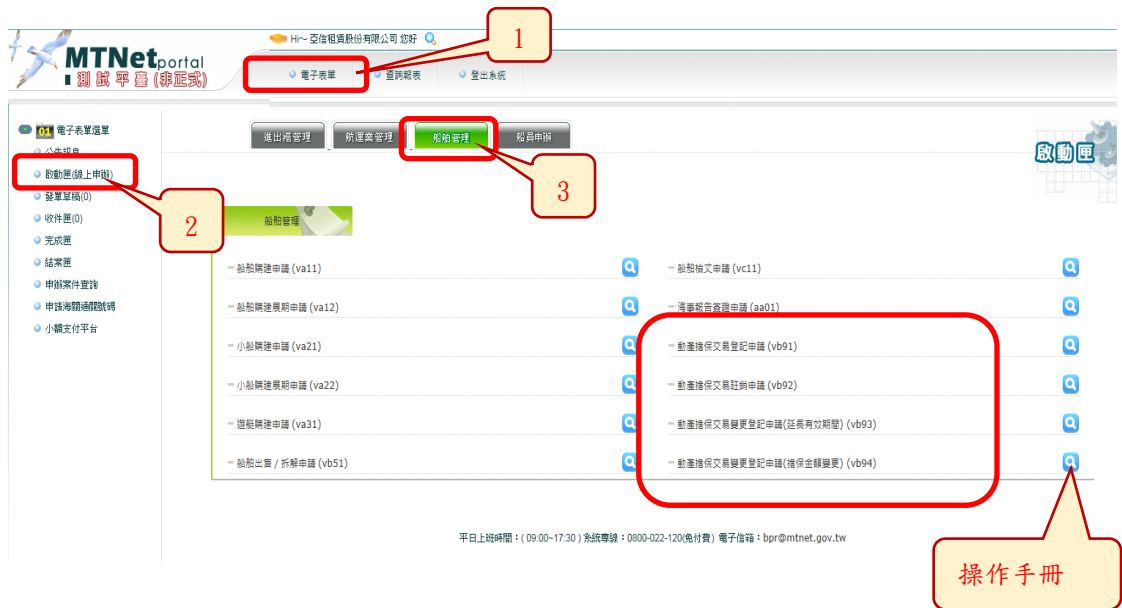 Hi~ 亞信租賃股份有限公司 您好
1
MTNetportal
測試平臺(非正式)
電子表單
查詢報表
登出系統
01 電子表單選單
公告訊息
啟動匣(線上申辦)
發單草稿(0)
收件匣(0)
完成匣
結案匣
申辦案件查詢
申請海關通關號碼
小額支付平台
2
進出港管理
航運業管理
船舶管理
船員申辦
3
啟動匣
船舶管理
船舶購建申請 (va11)
船舶檢丈申請 (vc11)
船舶購建展期申請 (va12)
海事報告簽證申請 (aa01)
小船購建申請 (va21)
動產擔保交易登記申請 (vb91)
小船購建展期申請 (va22)
動產擔保交易註銷申請 (vb92)
遊艇購建申請 (va31)
動產擔保交易變更登記申請(延長有效期間) (vb93)
船舶出售 / 拆解申請 (vb51)
動產擔保交易變更登記申請(擔保金額變更) (vb94)
平日上班時間：( 09:00~17:30 ) 系統專線：0800-022-120(免付費) 電子信箱：bpr@mtnet.gov.tw
操作手冊